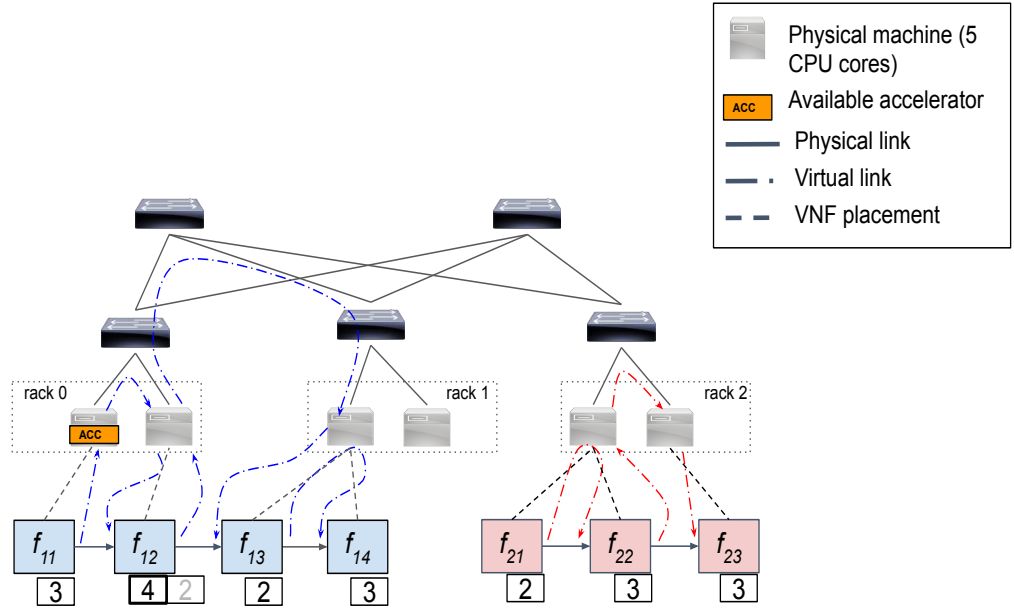 Physical machine (5
CPU cores)
ACC Available accelerator
Physical link
Virtual link
VNF placement
rack 0
rack 1
rack 2
ACC
f11
f12
f13
f14
f21
f22
f23
3
4
2
2
3
2
3
3